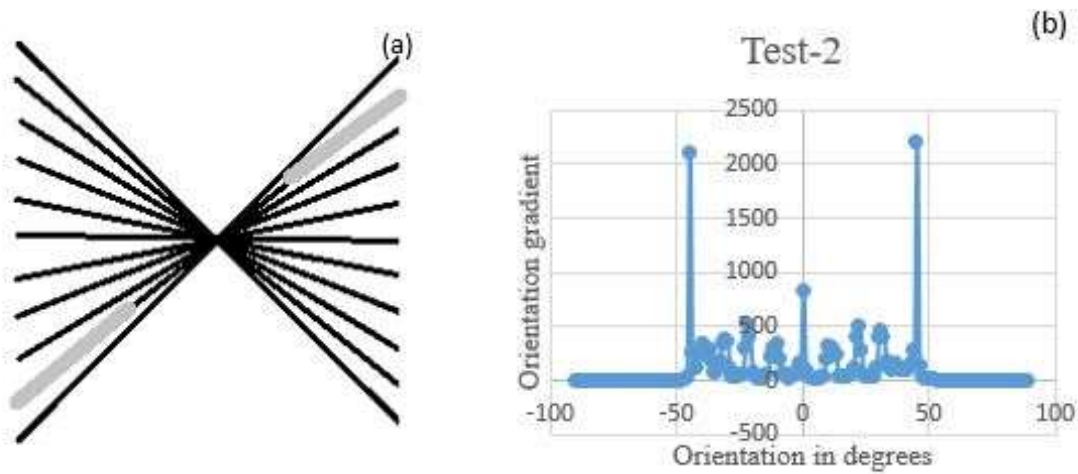 (a)
(b)
Test-2
Orientation gradient
2500
2000
1500
1000
500
0
-500
-100 -50 0 50 100
Orientation in degrees